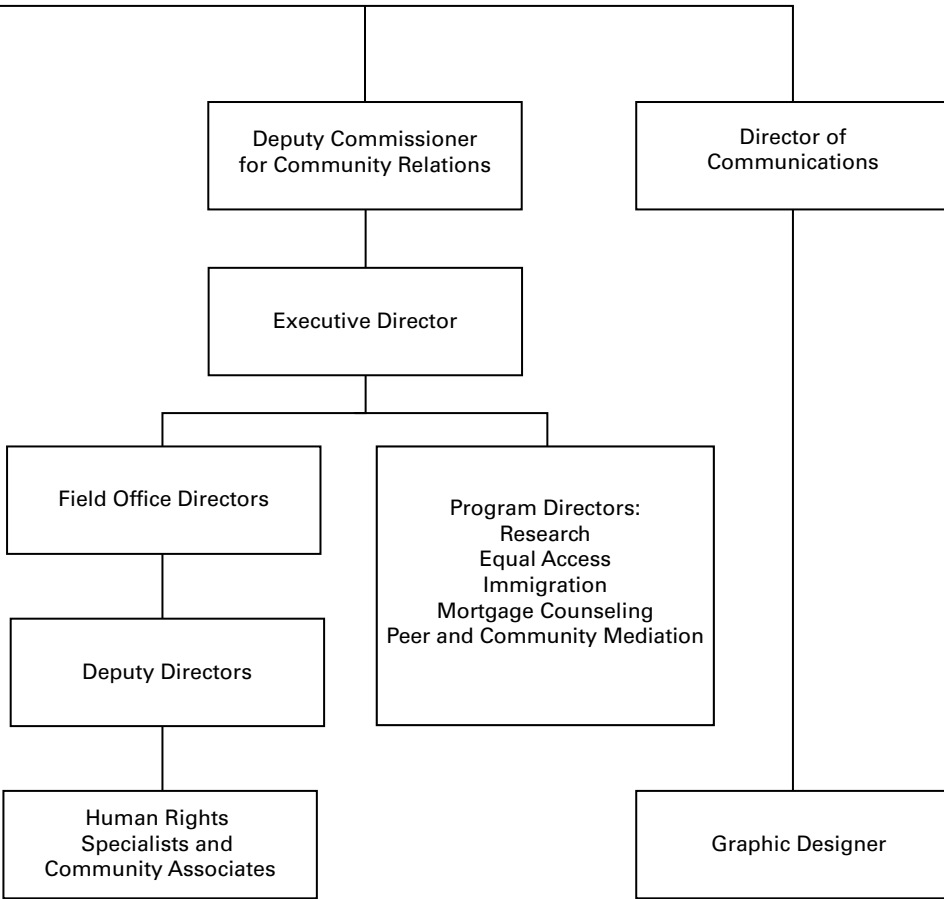 Deputy Commissioner
for Community Relations
Director of
Communications
Executive Director
Field Office Directors
Program Directors:
Research
Equal Access
Immigration
Mortgage Counseling
Peer and Community Mediation
Deputy Directors
Human Rights
Specialists and
Community Associates
Graphic Designer